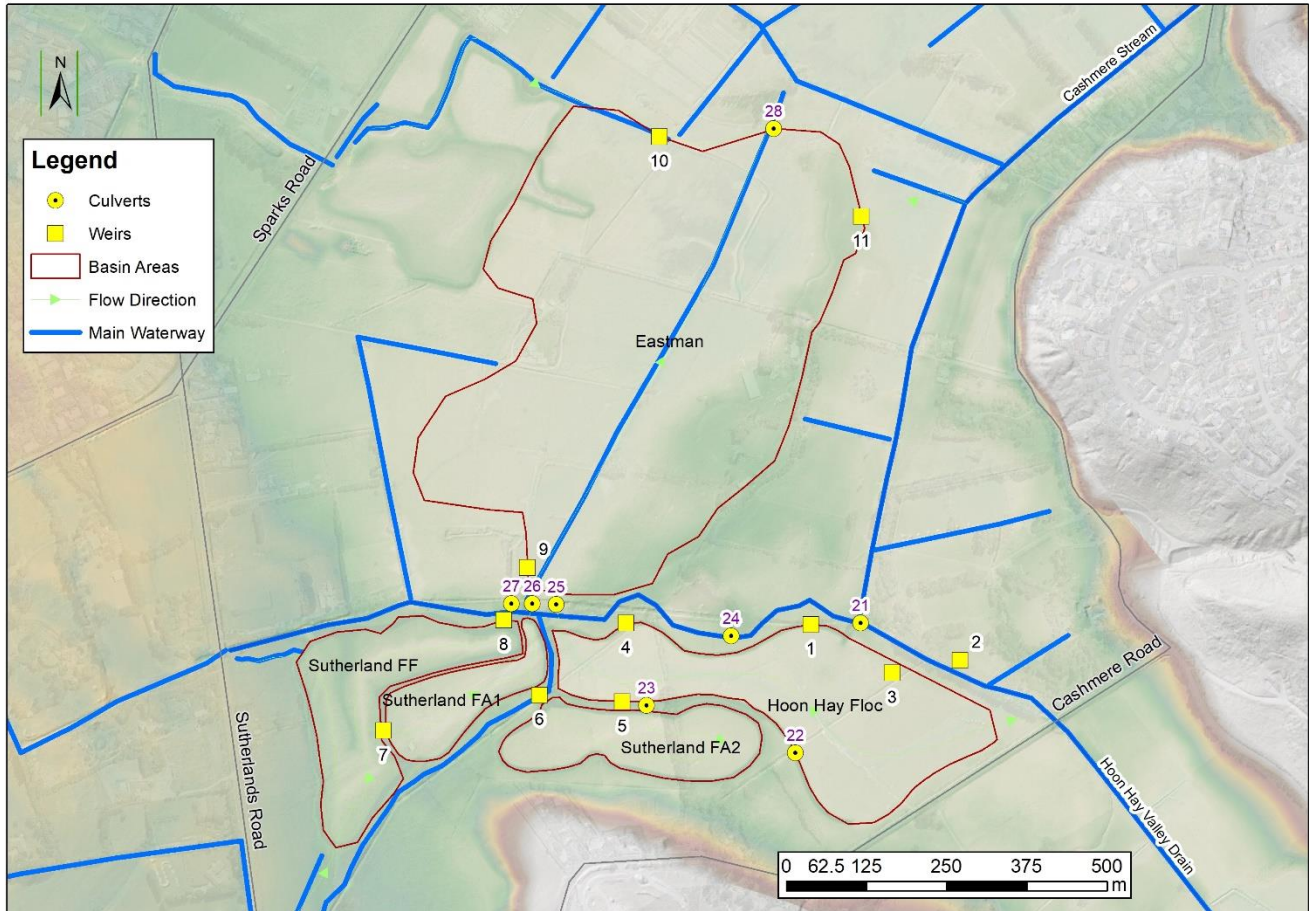 N
Legend
Culverts
Weirs
Basin Areas
Flow Direction
Main Waterway
Sparks Road
Cashmere Stream
28
10
11
Eastman
9
27 26 25
8
4
24
1
21
2
3
Cashmere Road
Sutherland FF
Sutherland FA1
6
5
23
Hoon Hay Floc
7
Sutherland FA2
22
Sutherlands Road
Hoon Hay Valley Drain
0 62.5 125 250 375 500
m